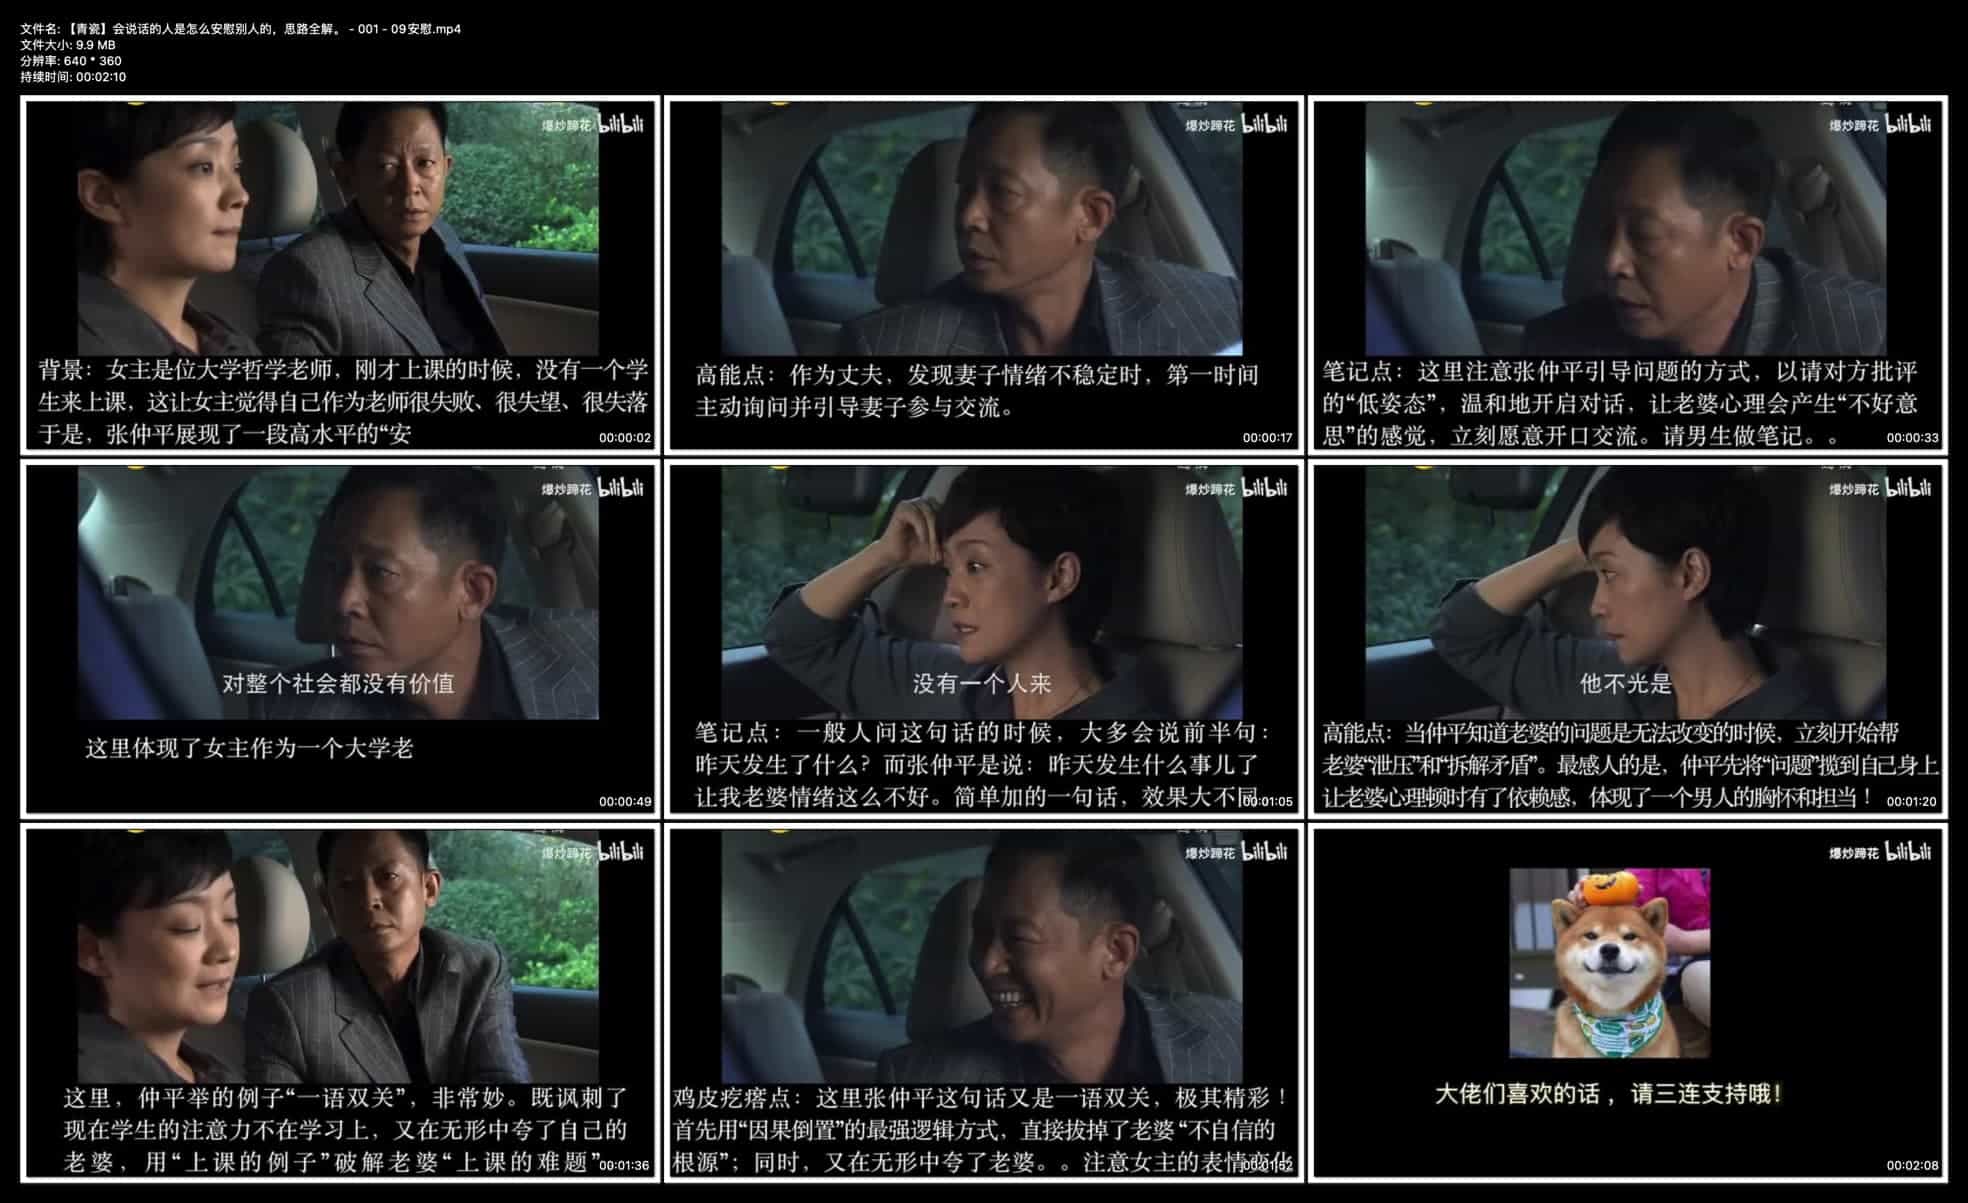 文件名: 【青瓷】会说话的人是怎么安慰别人的，思路全解。 - 001 - 09安慰.mp4
文件大小: 9.9 MB
分辨率: 640 * 360
持续时间: 00:02:10
爆炒蹄花 bilibili
背景：女主是位大学哲学老师，刚才上课的时候，没有一个学
生来上课，这让女主觉得自己作为老师很失败、很失望、很失落
于是，张仲平展现了一段高水平的“安
00:00:02
爆炒蹄花 bilibili
高能点：作为丈夫，发现妻子情绪不稳定时，第一时间
主动询问并引导妻子参与交流。
00:00:17
爆炒蹄花 bilibili
笔记点：这里注意张仲平引导问题的方式，以请对方批评
的“低姿态”，温和地开启对话，让老婆心理会产生“不好意
思”的感觉，立刻愿意开口交流。请男生做笔记。。
00:00:33
爆炒蹄花 bilibili
对整个社会都没有价值
这里体现了女主作为一个大学老
00:00:49
爆炒蹄花 bilibili
没有一个人来
笔记点：一般人问这句话的时候，大多会说前半句：
昨天发生了什么？而张仲平是说：昨天发生什么事儿了
让我老婆情绪这么不好。简单加的一句话，效果大不同
00:01:05
爆炒蹄花 bilibili
他不光是
高能点：当仲平知道老婆的问题是无法改变的时候，立刻开始帮
老婆“泄压”和“拆解矛盾”。最感人的是，仲平先将“问题”揽到自己身上
让老婆心理顿时有了依赖感，体现了一个男人的胸怀和担当！
00:01:20
爆炒蹄花 bilibili
这里，仲平举的例子“一语双关”，非常妙。既讽刺了
现在学生的注意力不在学习上，又在无形中夸了自己的
老婆，用“上课的例子”破解老婆“上课的难题”
00:01:36
爆炒蹄花 bilibili
鸡皮疙瘩点：这里张仲平这句话又是一语双关，极其精彩！
首先用“因果倒置”的最强逻辑方式，直接拔掉了老婆“不自信的
根源”；同时，又在无形中夸了老婆。。注意女主的表情变化
00:01:52
爆炒蹄花 bilibili
大佬们喜欢的话，请三连支持哦！
00:02:08